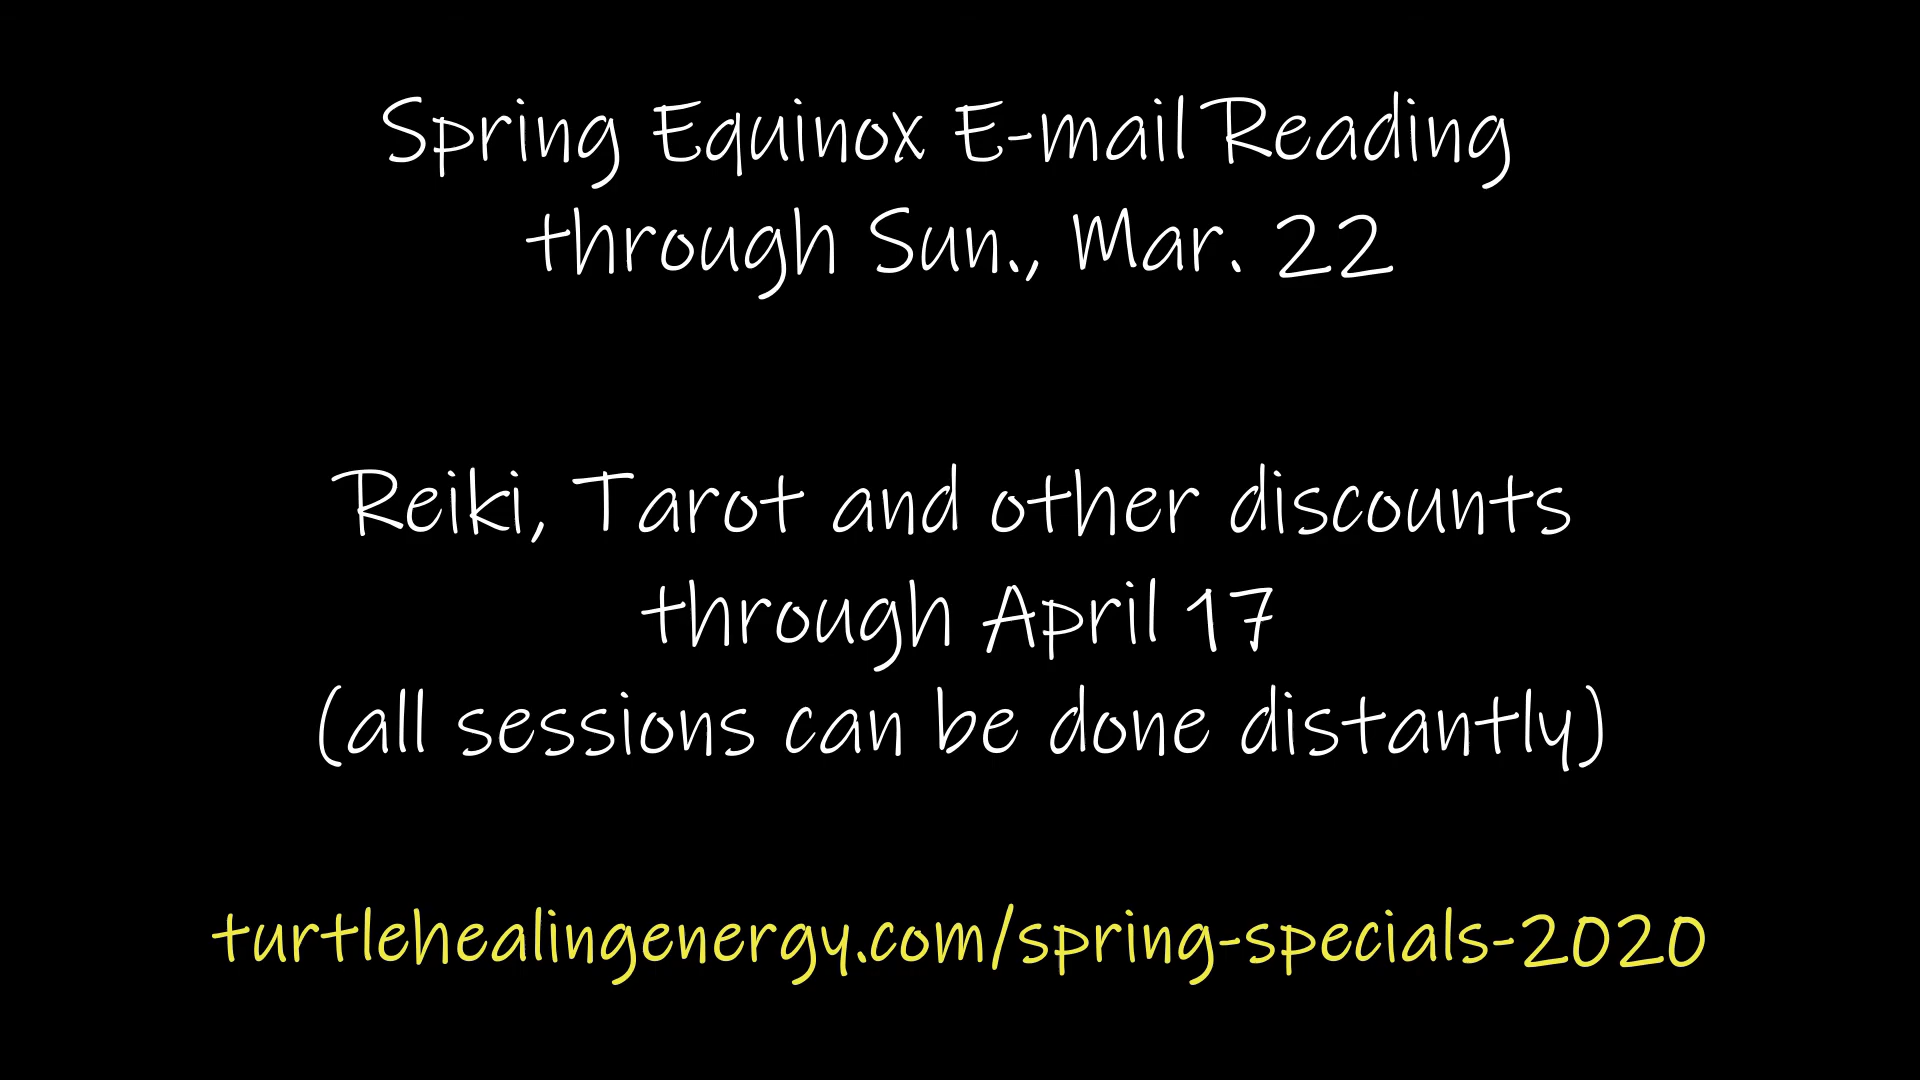 Spring Equinox E-mail Reading
through Sun., Mar. 22
Reiki, Tarot and other discounts
through April 17
(all sessions can be done distantly)
turtlehealingenergy.com/spring-specials-2020